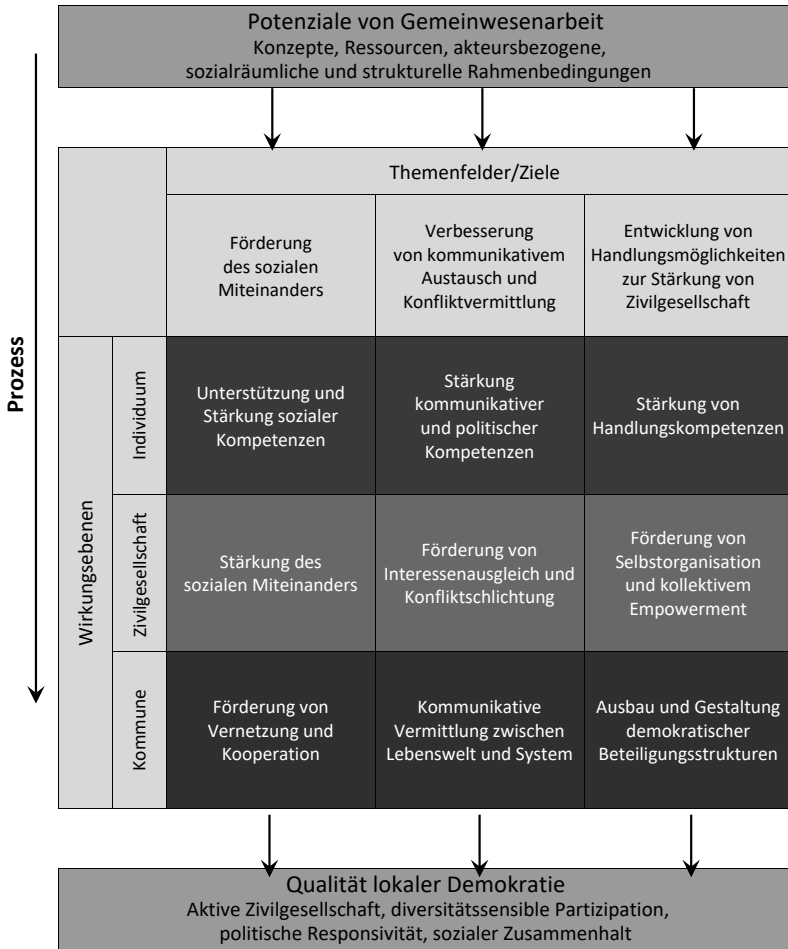 Potenziale von Gemeinwesenarbeit
Konzepte, Ressourcen, akteursbezogene,
sozialräumliche und strukturelle Rahmenbedingungen
Prozess
Themenfelder/Ziele
Förderung
des sozialen
Miteinanders
Verbesserung
von kommunikativem
Austausch und
Konfliktvermittlung
Entwicklung von
Handlungsmöglichkeiten
zur Stärkung von
Zivilgesellschaft
Wirkungsebenen
Individuum
Unterstützung und
Stärkung sozialer
Kompetenzen
Stärkung
kommunikativer
und politischer
Kompetenzen
Stärkung von
Handlungskompetenzen
Zivilgesellschaft
Stärkung des
sozialen Miteinanders
Förderung von
Interessenausgleich und
Konfliktschlichtung
Förderung von
Selbstorganisation
und kollektivem
Empowerment
Kommune
Förderung von
Vernetzung und
Kooperation
Kommunikative
Vermittlung zwischen
Lebenswelt und System
Ausbau und Gestaltung
demokratischer
Beteiligungsstrukturen
Qualität lokaler Demokratie
Aktive Zivilgesellschaft, diversitätssensible Partizipation,
politische Responsivität, sozialer Zusammenhalt